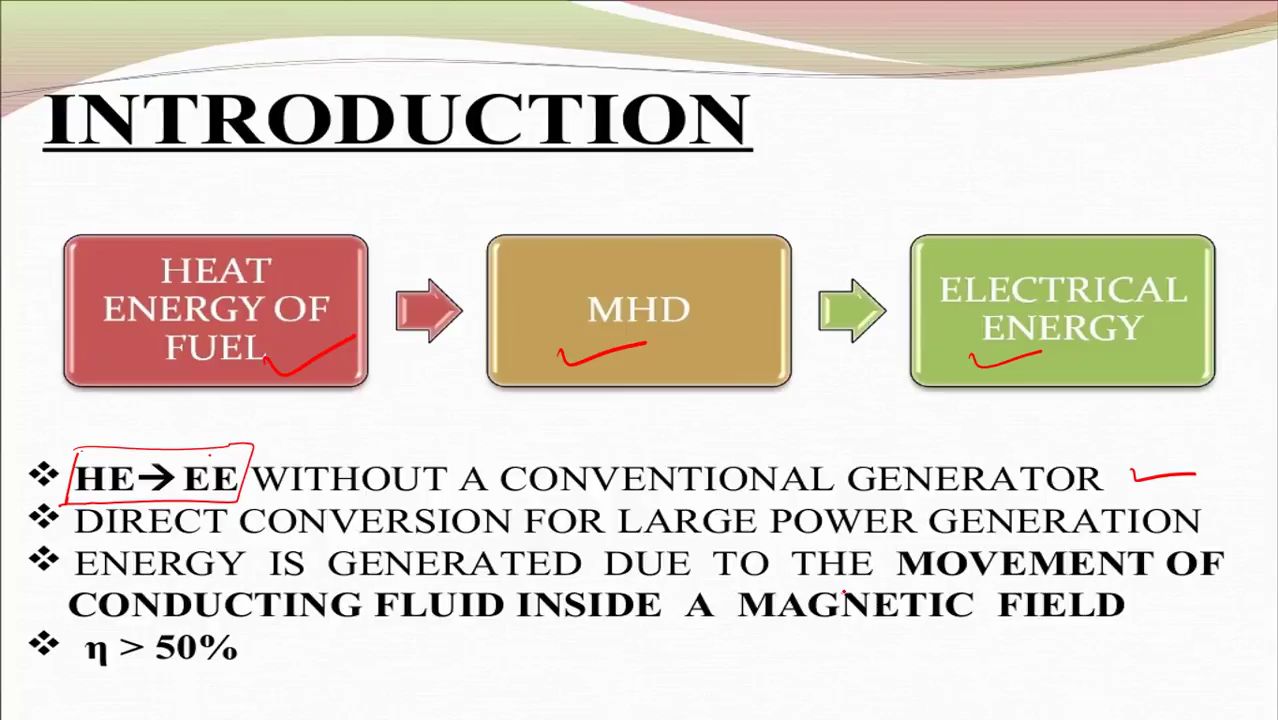 INTRODUCTION
HEAT
ENERGY OF
FUEL
MHD
ELECTRICAL
ENERGY
❖ HE→ EE WITHOUT A CONVENTIONAL GENERATOR
❖ DIRECT CONVERSION FOR LARGE POWER GENERATION
❖ ENERGY IS GENERATED DUE TO THE MOVEMENT OF
CONDUCTING FLUID INSIDE A MAGNETIC FIELD
❖ η > 50%